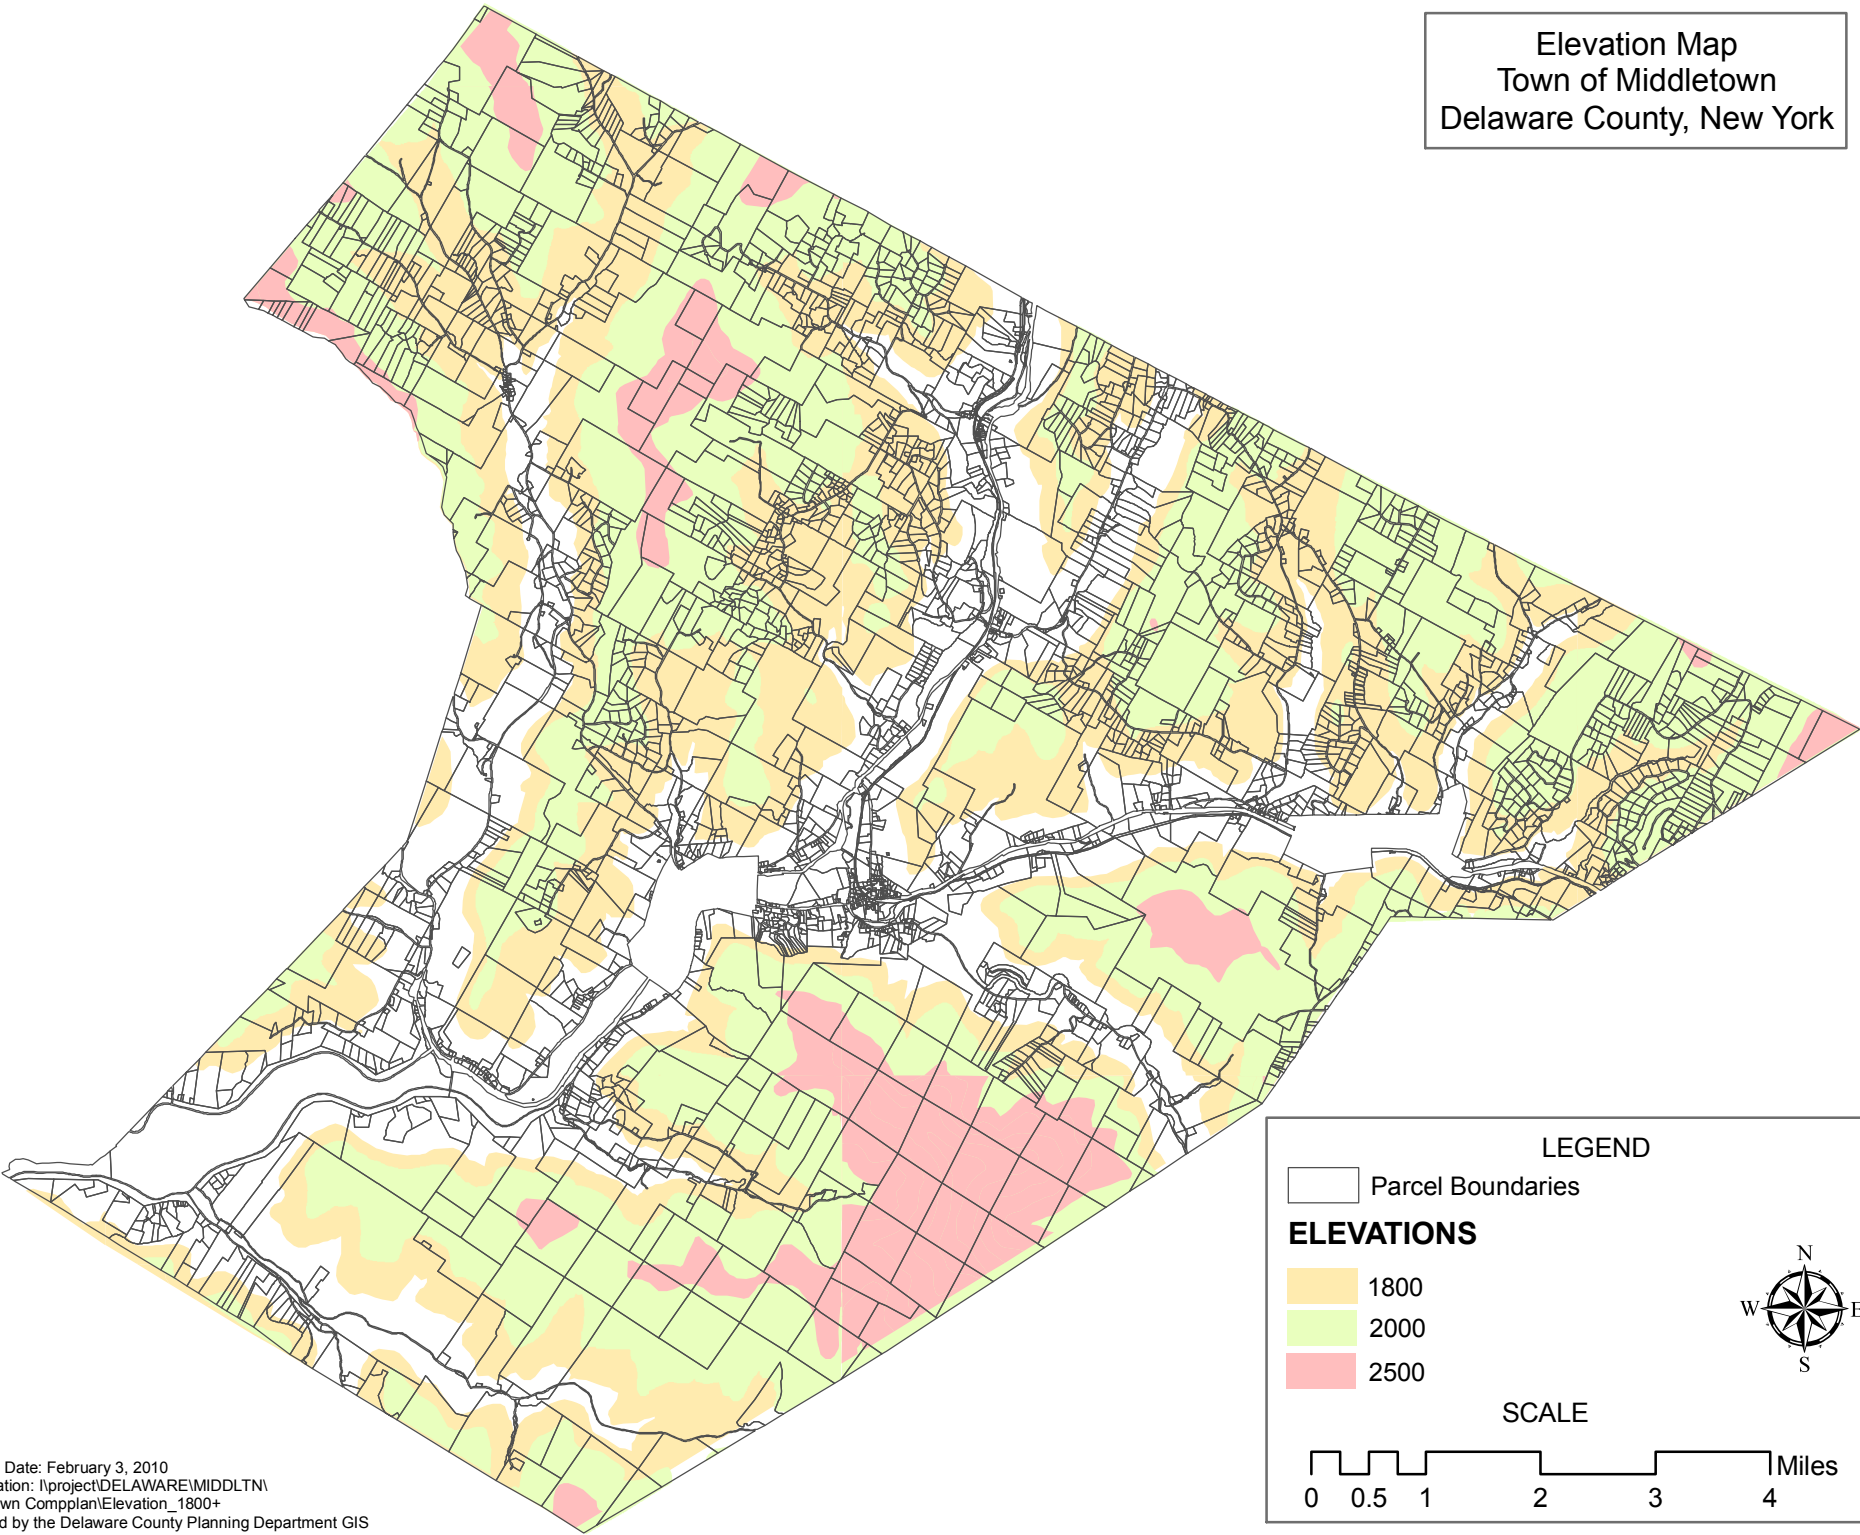 Elevation Map
Town of Middletown
Delaware County, New York
LEGEND
Parcel Boundaries
ELEVATIONS
1800
2000
2500
N
W
E
S
SCALE
Miles
0 0.5 1 2 3 4
Date: February 3, 2010
ation: I\project\DELAWARE\MIDDLTN\
wn Compplan\Elevation_1800+
d by the Delaware County Planning Department GIS